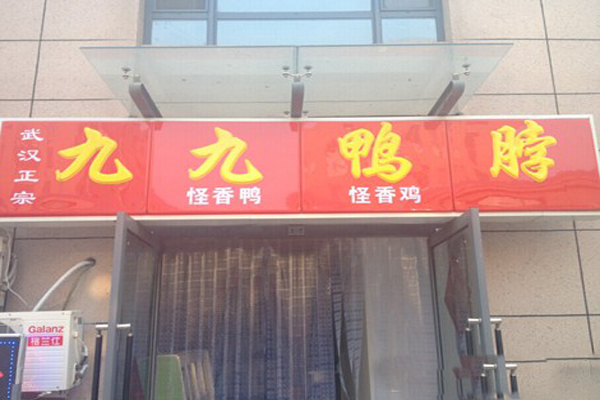 武汉正宗
九九鸭脖
怪香鸭 怪香鸡
Galanz
格兰仕